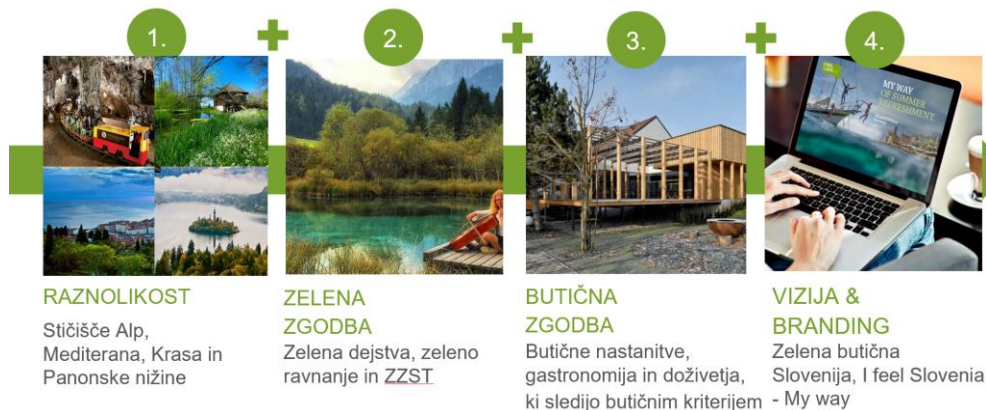 1.
2.
3.
4.
MY WAY
OF SUMMER
REFRESHMENT.
RAZNOLIKOST
Stičišče Alp,
Mediterana, Krasa in
Panonske nižine
ZELENA
ZGODBA
Zelena dejstva, zeleno
ravnanje in ZZST
BUTIČNA
ZGODBA
Butične nastanitve,
gastronomija in doživetja,
ki sledijo butičnim kriterijem
VIZIJA &
BRANDING
Zelena butična
Slovenija, I feel Slovenia
- My way